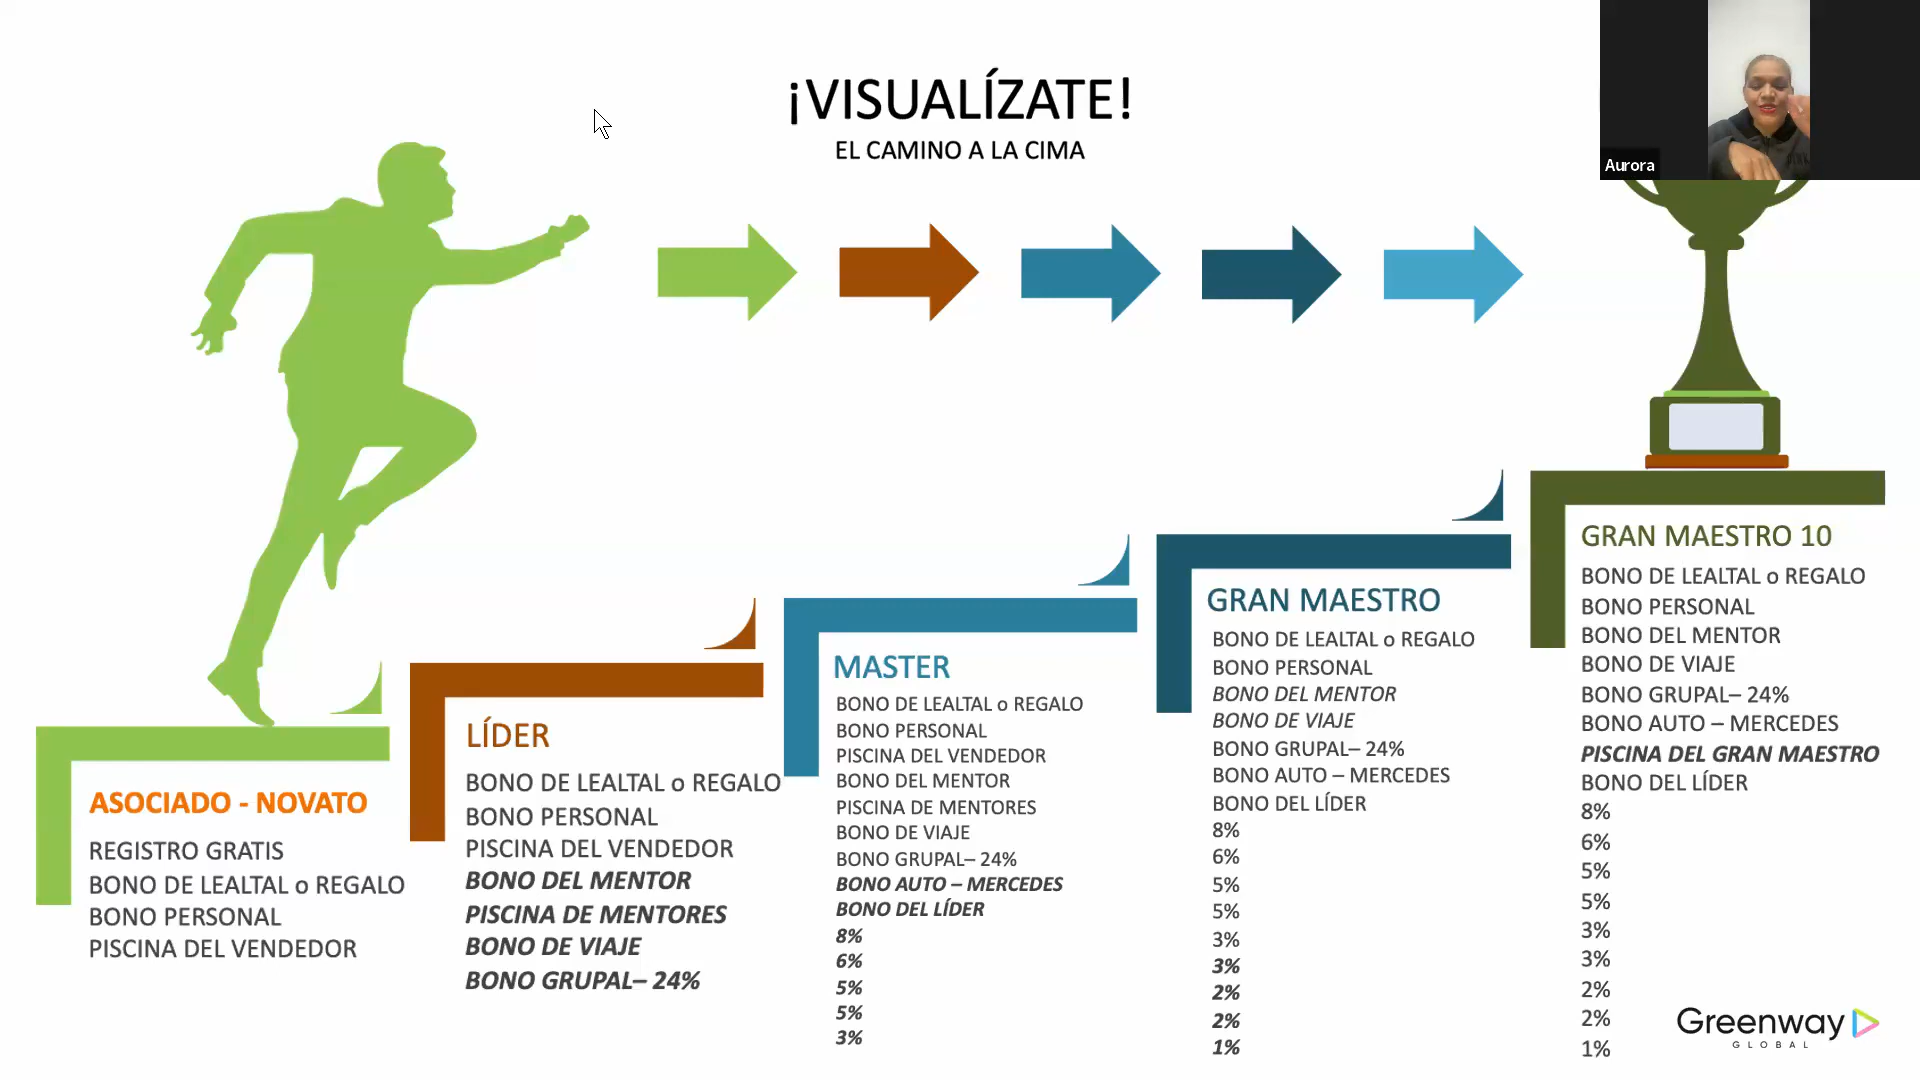 ¡VISUALÍZATE!
EL CAMINO A LA CIMA
Aurora
ASOCIADO - NOVATO
REGISTRO GRATIS
BONO DE LEALTAL o REGALO
BONO PERSONAL
PISCINA DEL VENDEDOR
LÍDER
BONO DE LEALTAL o REGALO
BONO PERSONAL
PISCINA DEL VENDEDOR
BONO DEL MENTOR
PISCINA DE MENTORES
BONO DE VIAJE
BONO GRUPAL– 24%
MASTER
BONO DE LEALTAL o REGALO
BONO PERSONAL
PISCINA DEL VENDEDOR
BONO DEL MENTOR
PISCINA DE MENTORES
BONO DE VIAJE
BONO GRUPAL– 24%
BONO AUTO – MERCEDES
BONO DEL LÍDER
8%
6%
5%
5%
3%
GRAN MAESTRO
BONO DE LEALTAL o REGALO
BONO PERSONAL
BONO DEL MENTOR
BONO DE VIAJE
BONO GRUPAL– 24%
BONO AUTO – MERCEDES
BONO DEL LÍDER
8%
6%
5%
5%
3%
3%
2%
2%
1%
GRAN MAESTRO 10
BONO DE LEALTAL o REGALO
BONO PERSONAL
BONO DEL MENTOR
BONO DE VIAJE
BONO GRUPAL– 24%
BONO AUTO – MERCEDES
PISCINA DEL GRAN MAESTRO
BONO DEL LÍDER
8%
6%
5%
5%
3%
3%
2%
2%
1%
Greenway
GLOBAL